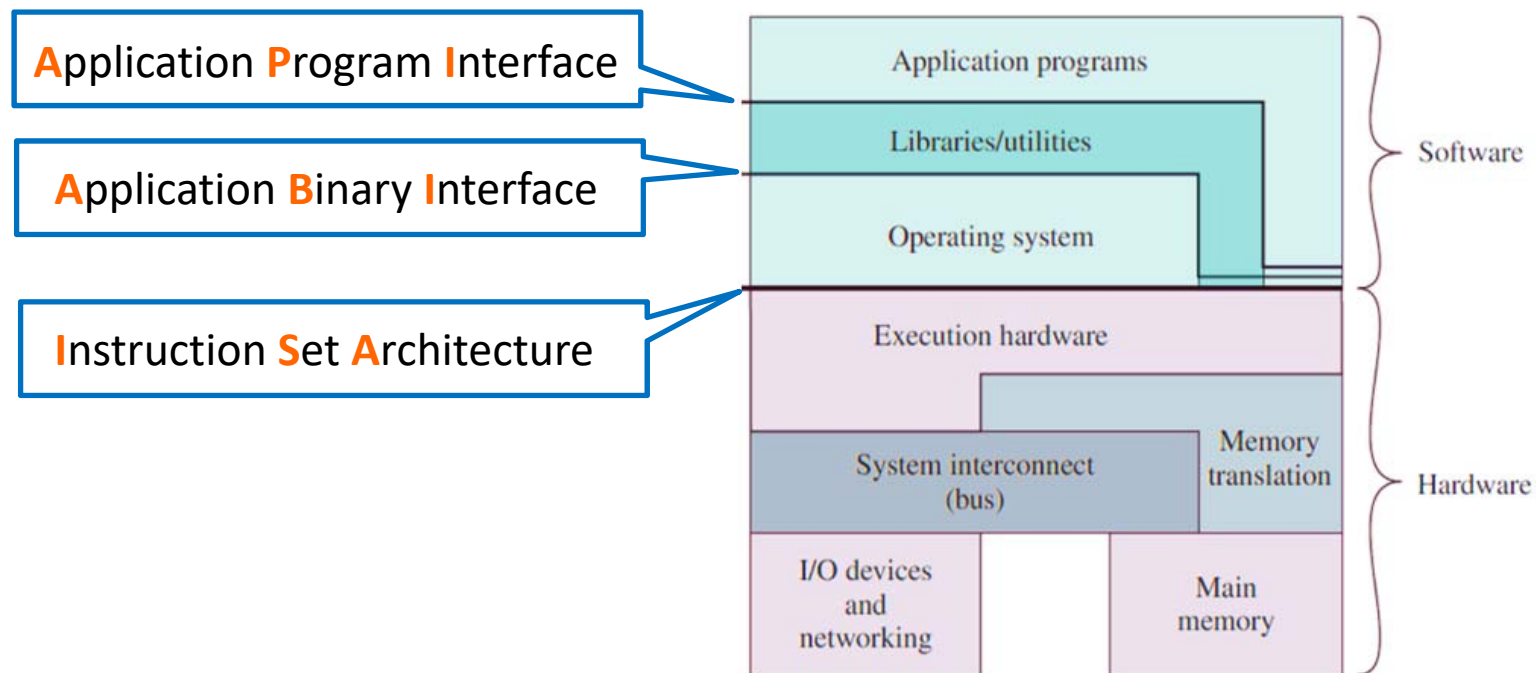 Application Program Interface
Application Binary Interface
Instruction Set Architecture
Application programs
Libraries/utilities
Operating system
Software
Execution hardware
Memory
translation
System interconnect
(bus)
Hardware
I/O devices
and
networking
Main
memory